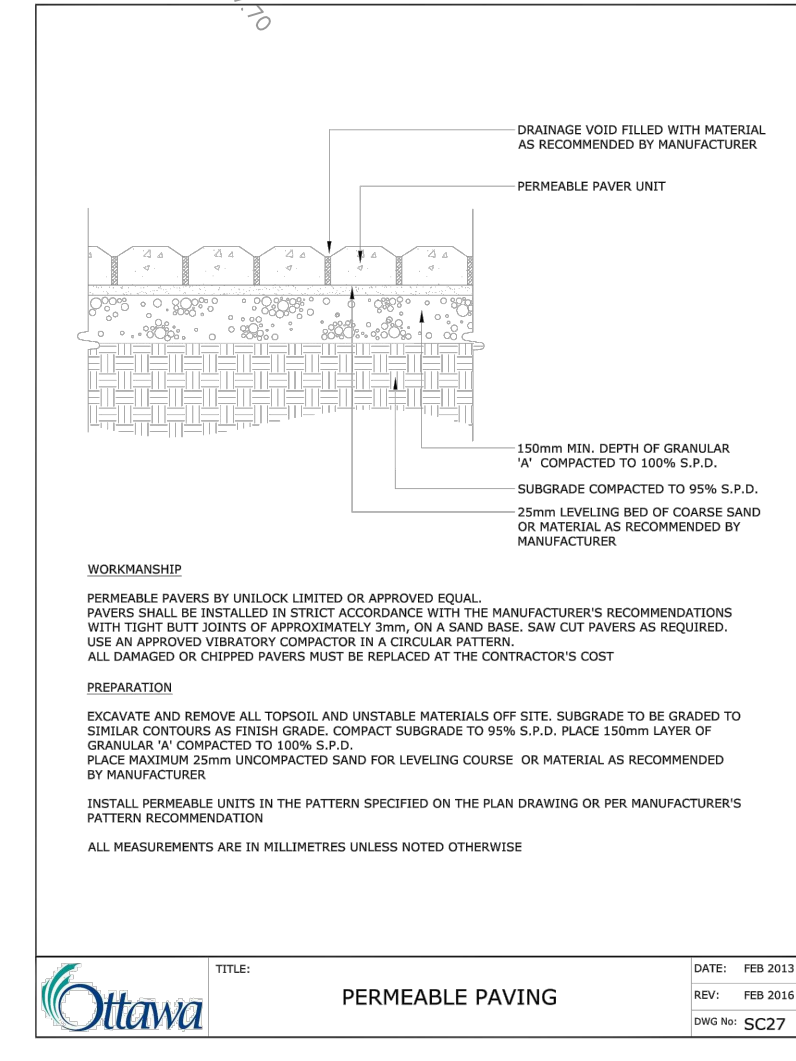 .70
DRAINAGE VOID FILLED WITH MATERIAL
AS RECOMMENDED BY MANUFACTURER
PERMEABLE PAVER UNIT
150mm MIN. DEPTH OF GRANULAR
'A' COMPACTED TO 100% S.P.D.
SUBGRADE COMPACTED TO 95% S.P.D.
25mm LEVELING BED OF COARSE SAND
OR MATERIAL AS RECOMMENDED BY
MANUFACTURER
WORKMANSHIP
PERMEABLE PAVERS BY UNILOCK LIMITED OR APPROVED EQUAL.
PAVERS SHALL BE INSTALLED IN STRICT ACCORDANCE WITH THE MANUFACTURER'S RECOMMENDATIONS
WITH TIGHT BUTT JOINTS OF APPROXIMATELY 3mm, ON A SAND BASE. SAW CUT PAVERS AS REQUIRED.
USE AN APPROVED VIBRATORY COMPACTOR IN A CIRCULAR PATTERN.
ALL DAMAGED OR CHIPPED PAVERS MUST BE REPLACED AT THE CONTRACTOR'S COST
PREPARATION
EXCAVATE AND REMOVE ALL TOPSOIL AND UNSTABLE MATERIALS OFF SITE. SUBGRADE TO BE GRADED TO
SIMILAR CONTOURS AS FINISH GRADE. COMPACT SUBGRADE TO 95% S.P.D. PLACE 150mm LAYER OF
GRANULAR 'A' COMPACTED TO 100% S.P.D.
PLACE MAXIMUM 25mm UNCOMPACTED SAND FOR LEVELING COURSE OR MATERIAL AS RECOMMENDED
BY MANUFACTURER
INSTALL PERMEABLE UNITS IN THE PATTERN SPECIFIED ON THE PLAN DRAWING OR PER MANUFACTURER'S
PATTERN RECOMMENDATION
ALL MEASUREMENTS ARE IN MILLIMETRES UNLESS NOTED OTHERWISE
Ottawa
TITLE:
PERMEABLE PAVING
DATE: FEB 2013
REV: FEB 2016
DWG No: SC27